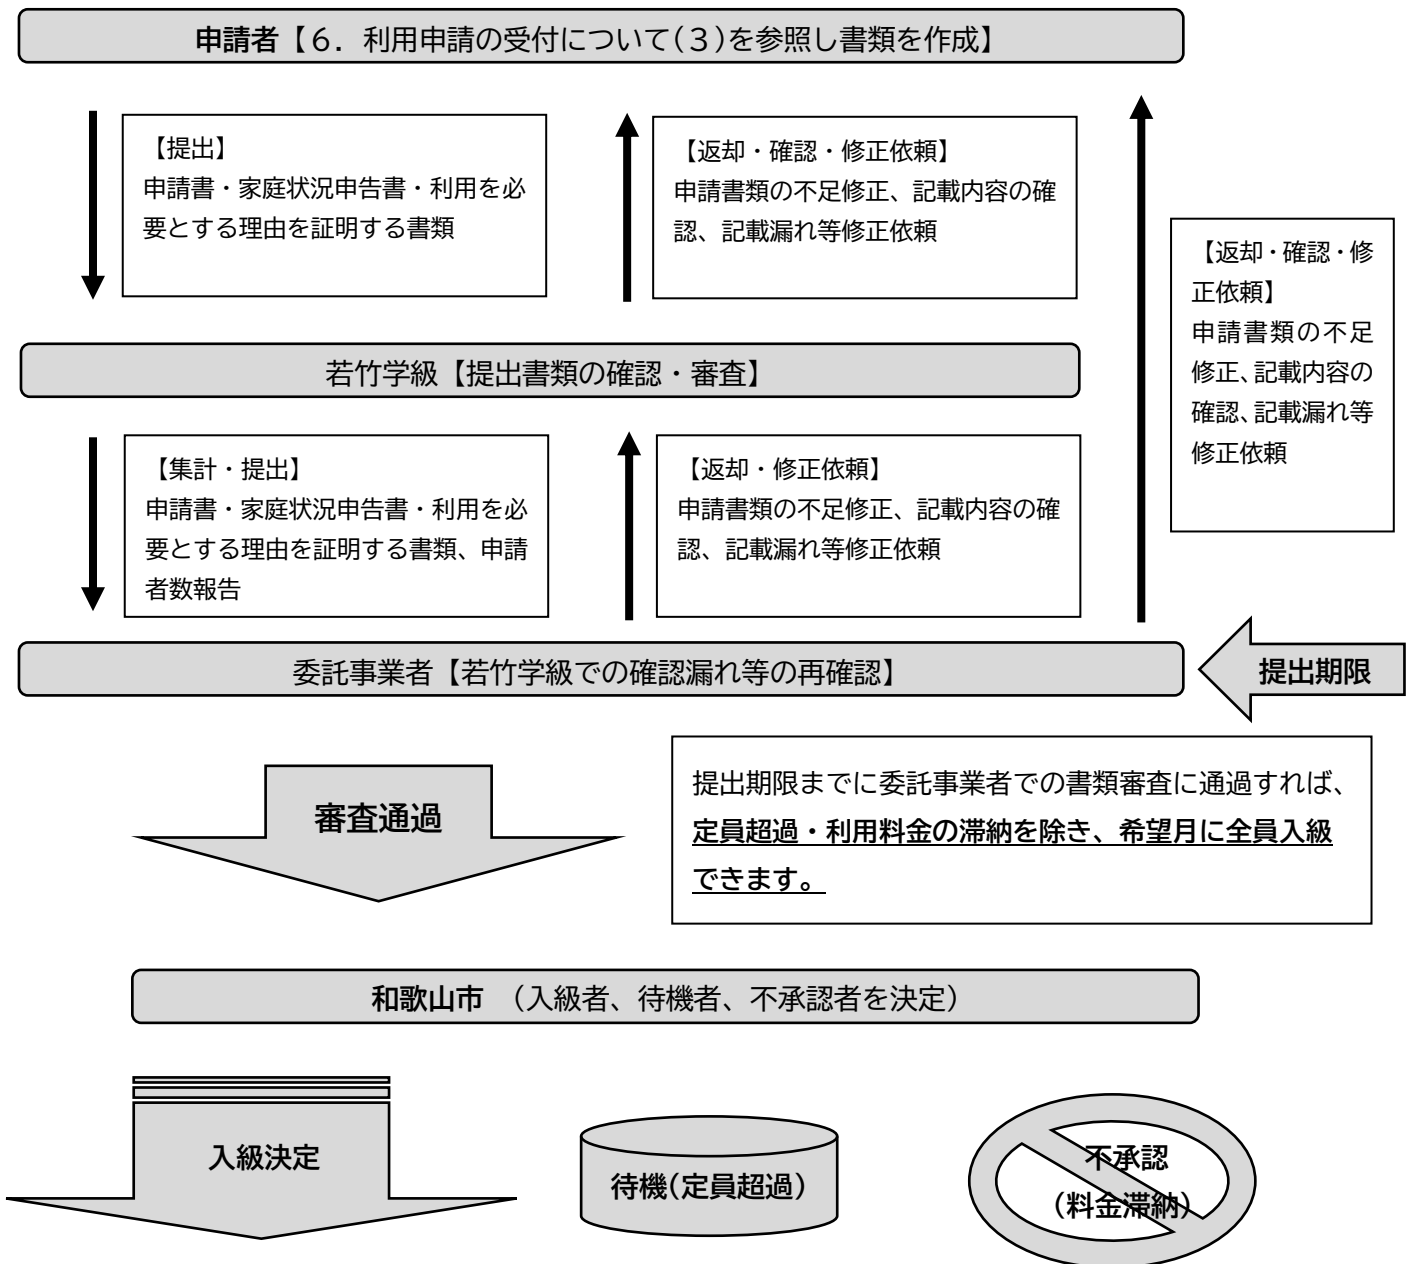 申請者【６．利用申請の受付について(３)を参照し書類を作成】
【提出】
申請書・家庭状況申告書・利用を必
要とする理由を証明する書類
【返却・確認・修正依頼】
申請書類の不足修正、記載内容の確
認、記載漏れ等修正依頼
【返却・確認・修
正依頼】
申請書類の不足
修正、記載内容の
確認、記載漏れ等
修正依頼
若竹学級【提出書類の確認・審査】
【集計・提出】
申請書・家庭状況申告書・利用を必
要とする理由を証明する書類、申請
者数報告
【返却・修正依頼】
申請書類の不足修正、記載内容の確
認、記載漏れ等修正依頼
委託事業者【若竹学級での確認漏れ等の再確認】
提出期限
審査通過
提出期限までに委託事業者での書類審査に通過すれば、
定員超過・利用料金の滞納を除き、希望月に全員入級
できます。
和歌山市　（入級者、待機者、不承認者を決定）
入級決定
待機(定員超過)
不承認
（料金滞納）